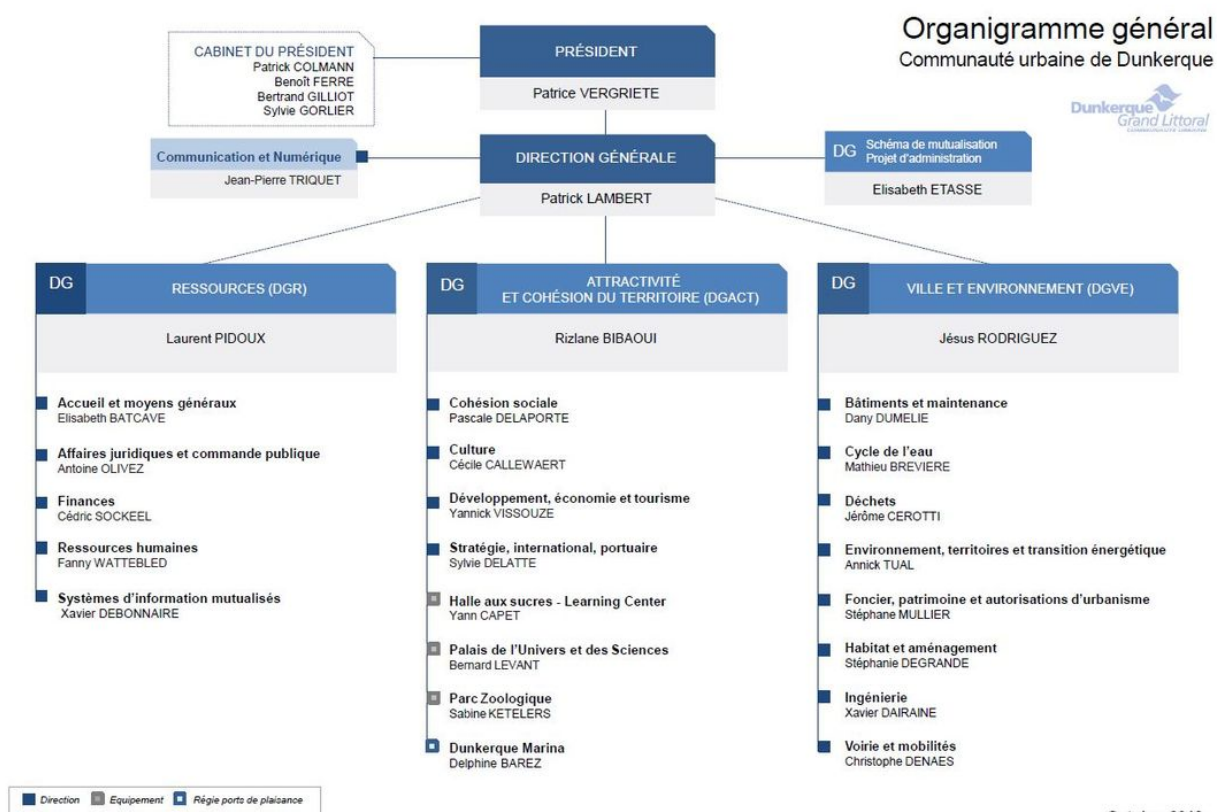 Organigramme général
Communauté urbaine de Dunkerque
Dunkerque
Grand Littoral
COMMUNAUTÉ URBAINE
CABINET DU PRÉSIDENT
Patrick COLMANN
Benoît FERRE
Bertrand GILLIOT
Sylvie GORLIER
PRÉSIDENT
Patrice VERGRIETE
Communication et Numérique
Jean-Pierre TRIQUET
DIRECTION GÉNÉRALE
Patrick LAMBERT
DG
Schéma de mutualisation
Projet d'administration
Elisabeth ETASSE
DG
RESSOURCES (DGR)
Laurent PIDOUX
Accueil et moyens généraux
Elisabeth BATCAVE
Affaires juridiques et commande publique
Antoine OLIVEZ
Finances
Cédric SOCKEEL
Ressources humaines
Fanny WATTEBLED
Systèmes d'information mutualisés
Xavier DEBONNAIRE
DG
ATTRACTIVITÉ
ET COHÉSION DU TERRITOIRE (DGACT)
Rizlane BIBAOUI
Cohésion sociale
Pascale DELAPORTE
Culture
Cécile CALLEWAERT
Développement, économie et tourisme
Yannick VISSOUZE
Stratégie, international, portuaire
Sylvie DELATTE
Halle aux sucres - Learning Center
Yann CAPET
Palais de l'Univers et des Sciences
Bernard LEVANT
Parc Zoologique
Sabine KETELERS
Dunkerque Marina
Delphine BAREZ
DG
VILLE ET ENVIRONNEMENT (DGVE)
Jésus RODRIGUEZ
Bâtiments et maintenance
Dany DUMELIE
Cycle de l'eau
Mathieu BREVIERE
Déchets
Jérôme CEROTTI
Environnement, territoires et transition énergétique
Annick TUAL
Foncier, patrimoine et autorisations d'urbanisme
Stéphane MULLIER
Habitat et aménagement
Stéphanie DEGRANDE
Ingénierie
Xavier DAIRAINE
Voirie et mobilités
Christophe DENAES
Direction Equipement Régie ports de plaisance